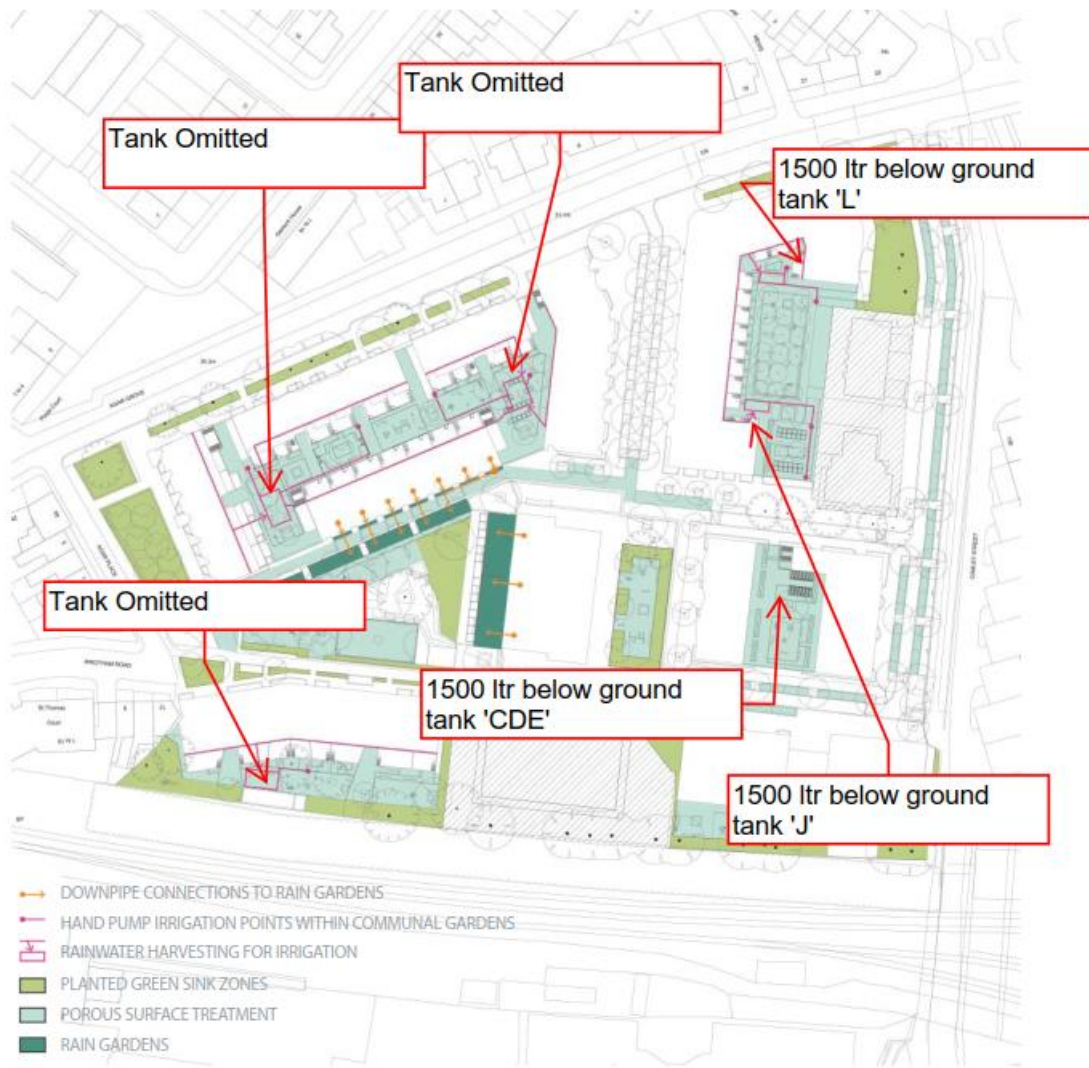 Tank Omitted
Tank Omitted
1500 ltr below ground
tank 'L'
AGAR GROVE
Tank Omitted
1500 ltr below ground
tank 'CDE'
1500 ltr below ground
tank 'J'
DOWNPIPE CONNECTIONS TO RAIN GARDENS
HAND PUMP IRRIGATION POINTS WITHIN COMMUNAL GARDENS
RAINWATER HARVESTING FOR IRRIGATION
PLANTED GREEN SINK ZONES
POROUS SURFACE TREATMENT
RAIN GARDENS